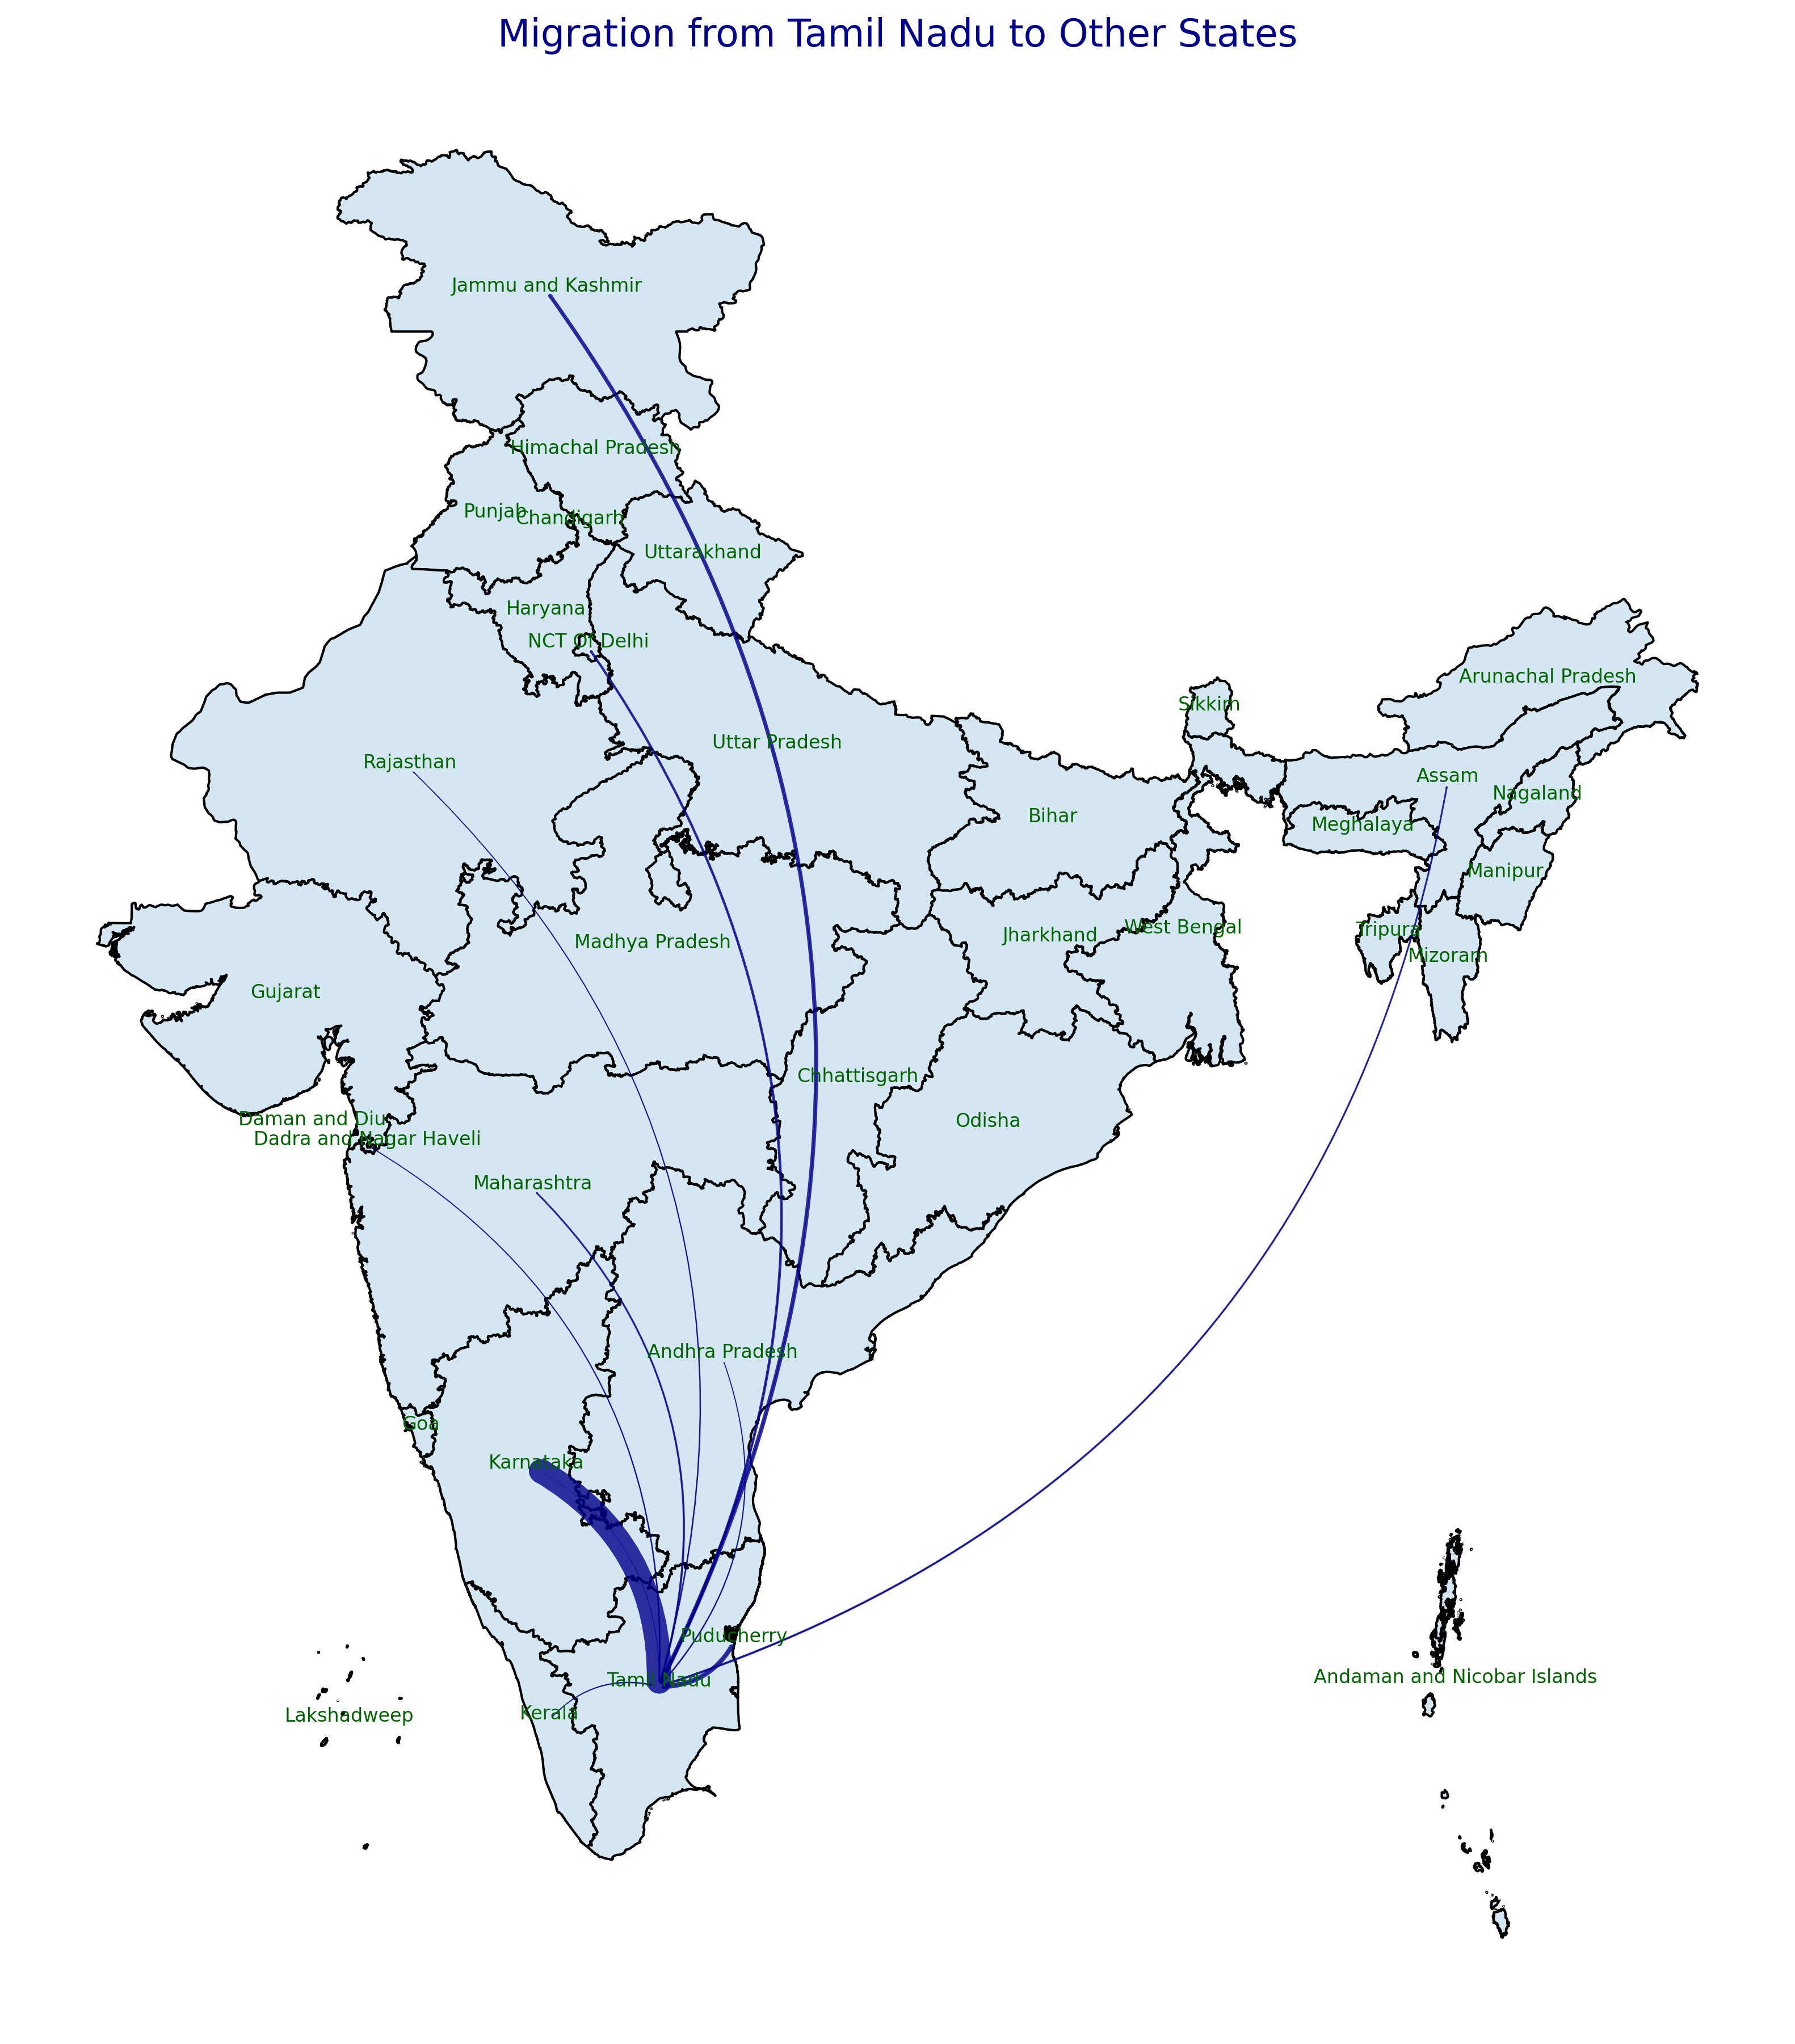 Migration from Tamil Nadu to Other States
Jammu and Kashmir
Himachal Pradesh
Punjab
Chandigarh
Uttarakhand
Haryana
NCT Of Delhi
Arunachal Pradesh
Sikkim
Uttar Pradesh
Rajasthan
Assam
Nagaland
Bihar
Meghalaya
Manipur
West Bengal
Tripura
Jharkhand
Madhya Pradesh
Mizoram
Gujarat
Chhattisgarh
Daman and Diu
Odisha
Dadra and Nagar Haveli
Maharashtra
Andhra Pradesh
Goa
Karnataka
Puducherry
Andaman and Nicobar Islands
Tamil Nadu
Kerala
Lakshadweep